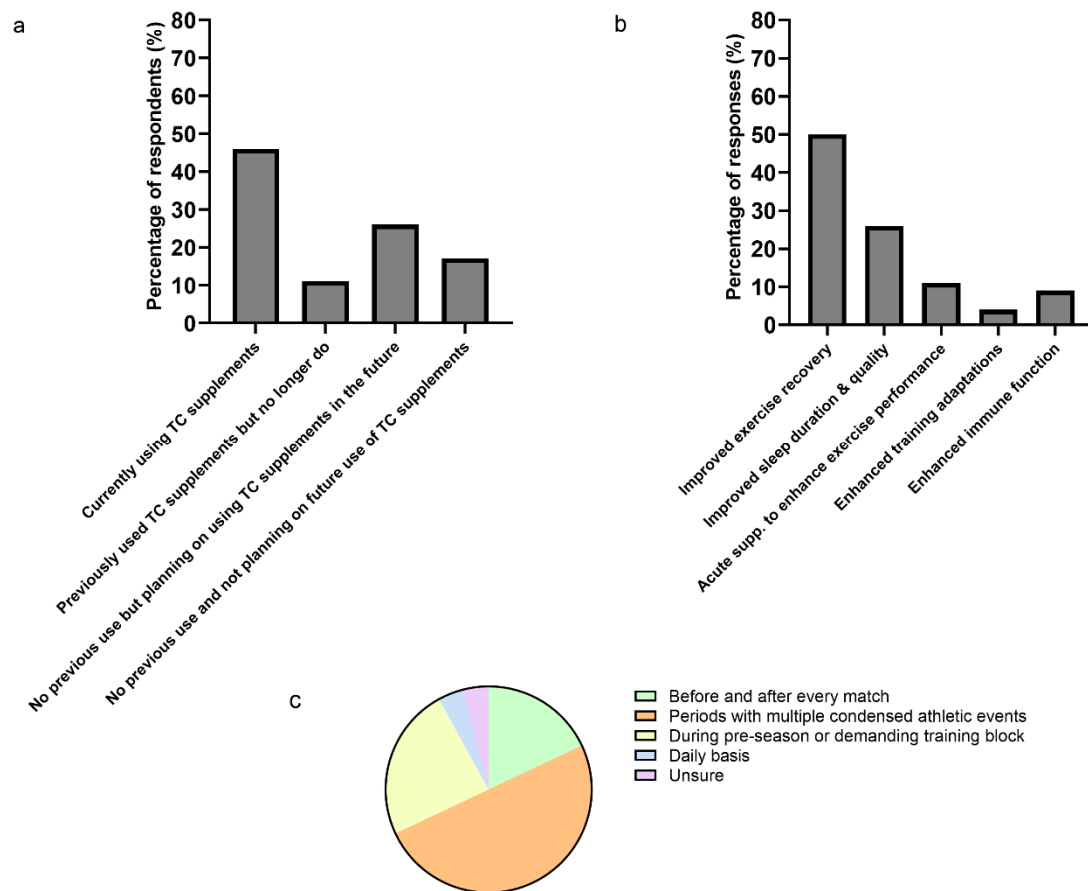 a
Percentage of respondents (%)
80
70
60
50
40
30
20
10
0
Currently using TC supplements
Previously used TC supplements but no longer do
No previous use but planning on using TC supplements in the future
No previous use and not planning on future use of TC supplements
b
Percentage of responses (%)
80
70
60
50
40
30
20
10
0
Improved exercise recovery
Improved sleep duration & quality
Acute supp. to enhance exercise performance
Enhanced training adaptations
Enhanced immune function
c
Before and after every match
Periods with multiple condensed athletic events
During pre-season or demanding training block
Daily basis
Unsure